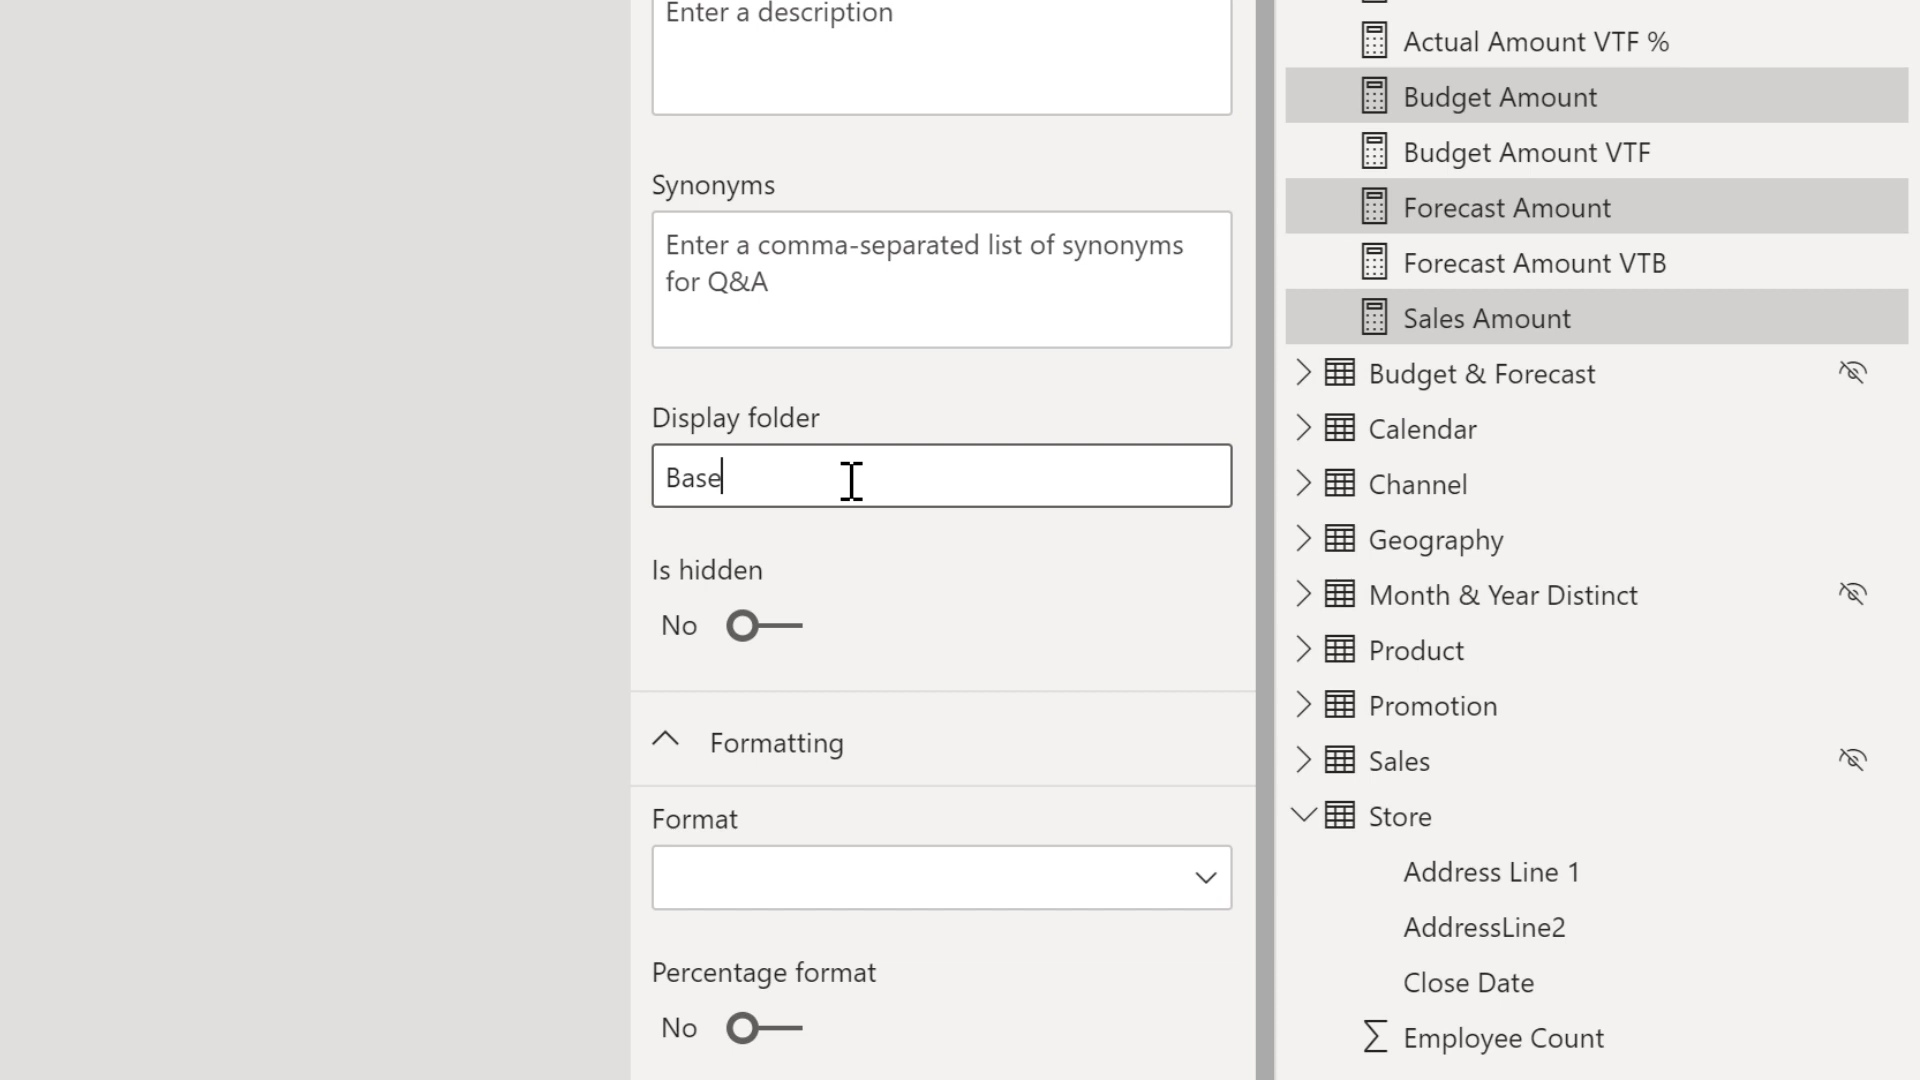 Enter a description
Synonyms
Enter a comma-separated list of synonyms
for Q&A
Display folder
Base
Is hidden
No
Formatting
Format
Percentage format
No
Actual Amount VTF %
Budget Amount
Budget Amount VTF
Forecast Amount
Forecast Amount VTB
Sales Amount
Budget & Forecast
Calendar
Channel
Geography
Month & Year Distinct
Product
Promotion
Sales
Store
Address Line 1
AddressLine2
Close Date
Employee Count